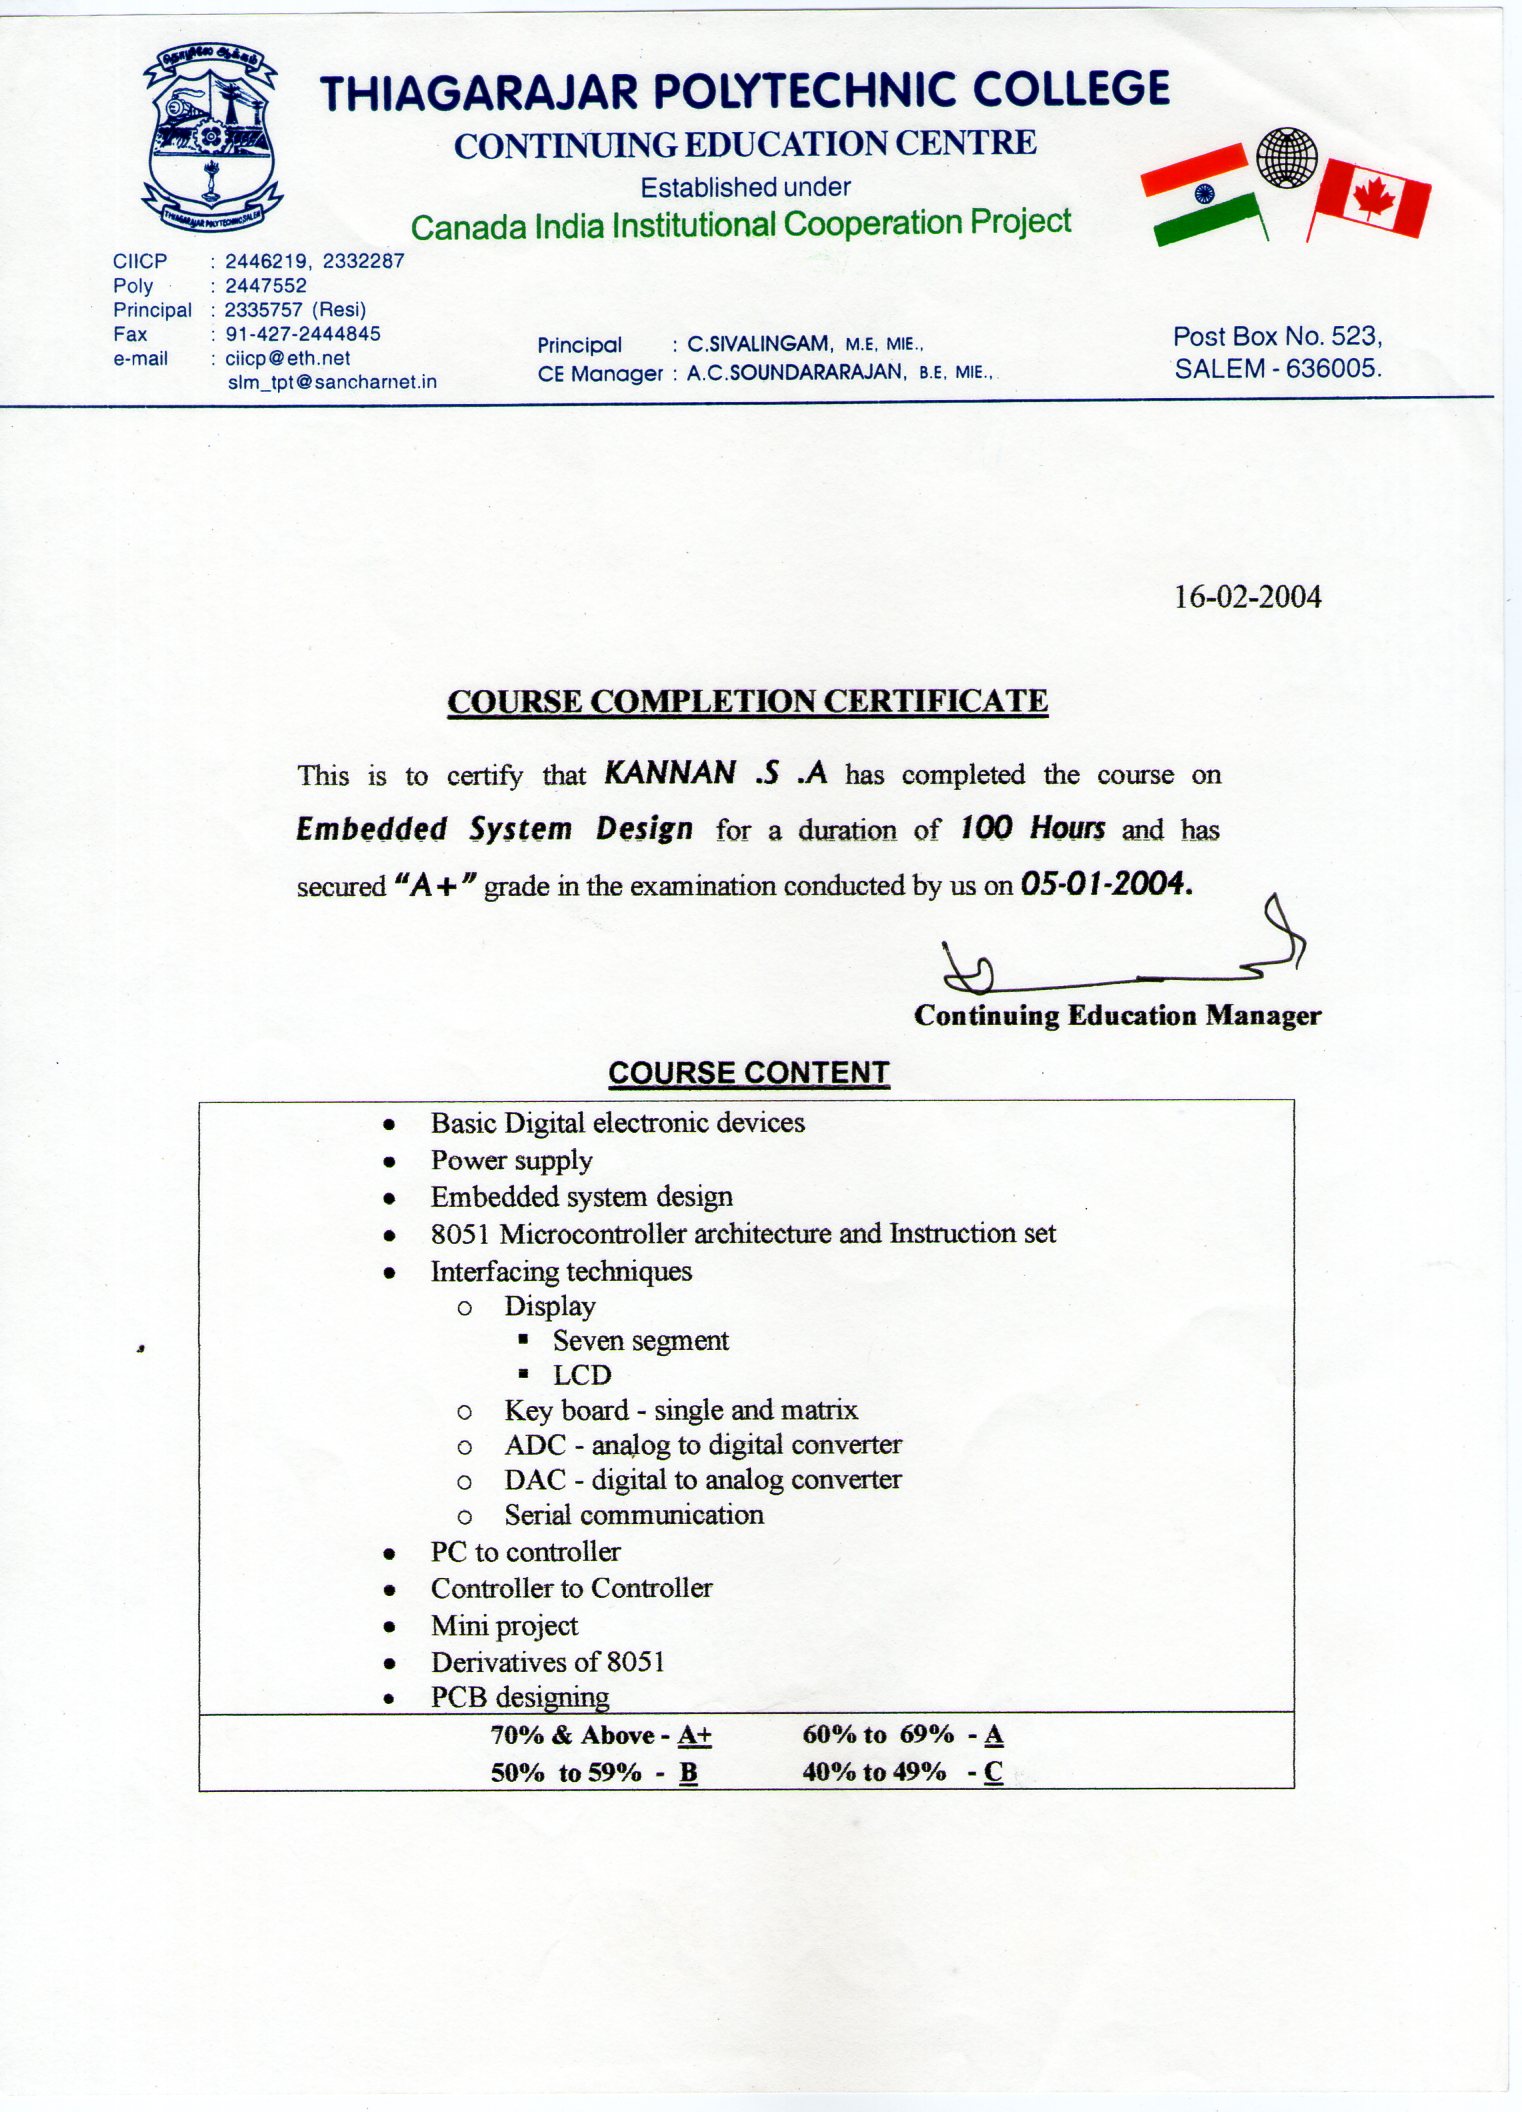 தொழிலே ஆக்கம்
THIAGARAJAR POLYTECHNIC SALEM
THIAGARAJAR POLYTECHNIC COLLEGE
CONTINUING EDUCATION CENTRE
Established under
Canada India Institutional Cooperation Project
CIICP : 2446219, 2332287
Poly : 2447552
Principal : 2335757 (Resi)
Fax : 91-427-2444845
e-mail : ciicp@eth.net
slm_tpt@sancharnet.in
Principal : C.SIVALINGAM, M.E, MIE.,
CE Manager : A.C.SOUNDARARAJAN, B.E, MIE.,
Post Box No. 523,
SALEM - 636005.
16-02-2004
COURSE COMPLETION CERTIFICATE
This is to certify that KANNAN .S .A has completed the course on
Embedded System Design for a duration of 100 Hours and has
secured “A+” grade in the examination conducted by us on 05-01-2004.
Continuing Education Manager
COURSE CONTENT
• Basic Digital electronic devices
• Power supply
• Embedded system design
• 8051 Microcontroller architecture and Instruction set
• Interfacing techniques
o Display
▪ Seven segment
▪ LCD
o Key board - single and matrix
o ADC - analog to digital converter
o DAC - digital to analog converter
o Serial communication
• PC to controller
• Controller to Controller
• Mini project
• Derivatives of 8051
• PCB designing
70% & Above - A+ 60% to 69% - A
50% to 59% - B 40% to 49% - C